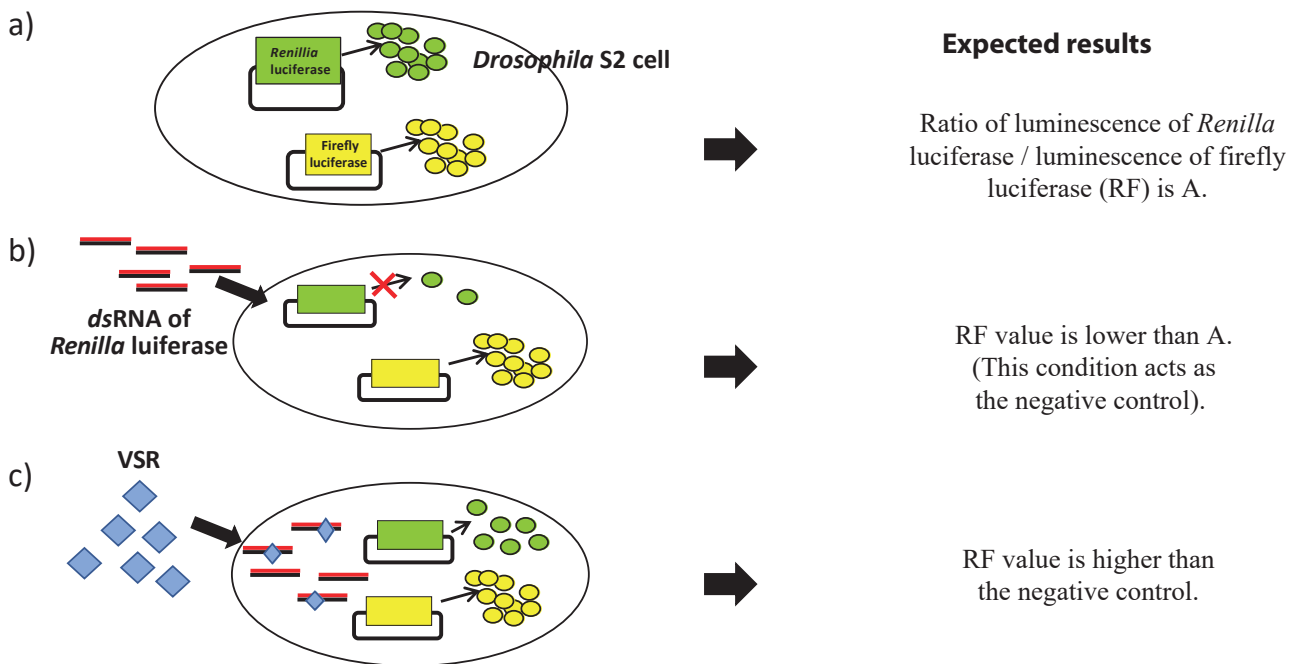 a)
Renillia
luciferase
Drosophila S2 cell
Firefly
luciferase
Expected results
Ratio of luminescence of Renilla
luciferase / luminescence of firefly
luciferase (RF) is A.
b)
dsRNA of
Renilla luiferase
RF value is lower than A.
(This condition acts as
the negative control).
c)
VSR
RF value is higher than
the negative control.